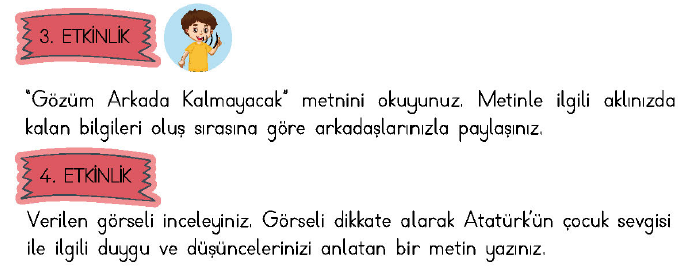 3. ETKİNLİK
"Gözüm Arkada Kalmayacak" metnini okuyunuz. Metinle ilgili aklınızda
kalan bilgileri oluş sırasına göre arkadaşlarınızla paylaşınız.
4. ETKİNLİK
Verilen görseli inceleyiniz. Görseli dikkate alarak Atatürk'ün çocuk sevgisi
ile ilgili duygu ve düşüncelerinizi anlatan bir metin yazınız.